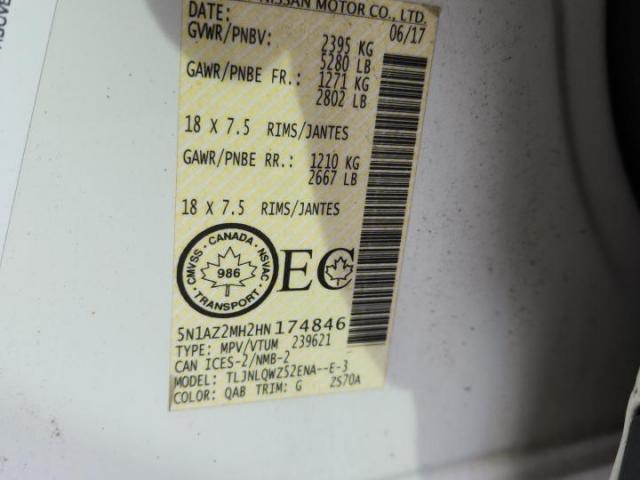 NISSAN MOTOR CO., LTD.
DATE: 06/17
GVWR/PNBV: 2395 KG
5280 LB
GAWR/PNBE FR.: 1271 KG
2802 LB
18 X 7.5 RIMS/JANTES
GAWR/PNBE RR.: 1210 KG
2667 LB
18 X 7.5 RIMS/JANTES
CANADA
CMVSS NSVAC
986
TRANSPORT
EC
5N1AZ2MH2HN174846
TYPE: MPV/VTUM 239621
CAN ICES-2/NMB-2
MODEL: TLJNLQWZ52ENA--E-3
COLOR: QAB TRIM: G 2S70A